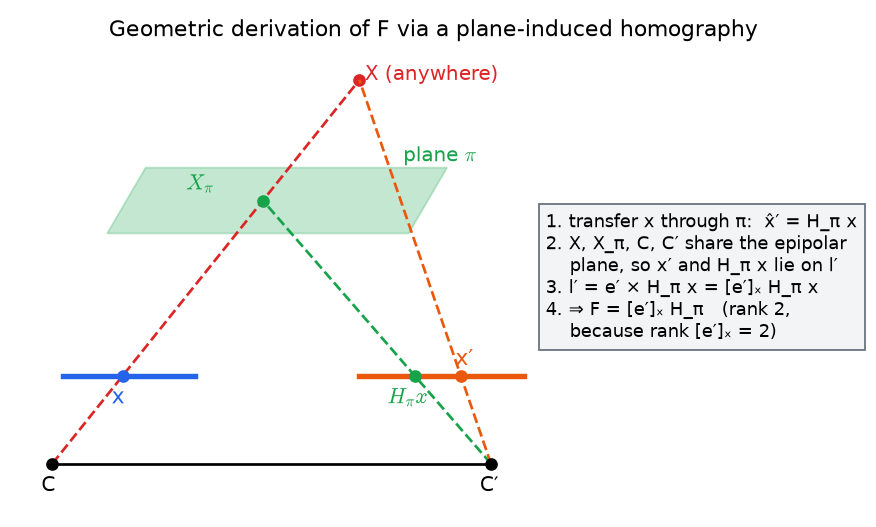 Geometric derivation of F via a plane-induced homography
X (anywhere)
plane π
X_π
1. transfer x through π:  x̂′ = H_π x
2. X, X_π, C, C′ share the epipolar
plane, so x′ and H_π x lie on l′
3. l′ = e′ × H_π x = [e′]ₓ H_π x
4. ⇒ F = [e′]ₓ H_π   (rank 2,
because rank [e′]ₓ = 2)
x′
x
H_π x
C
C′